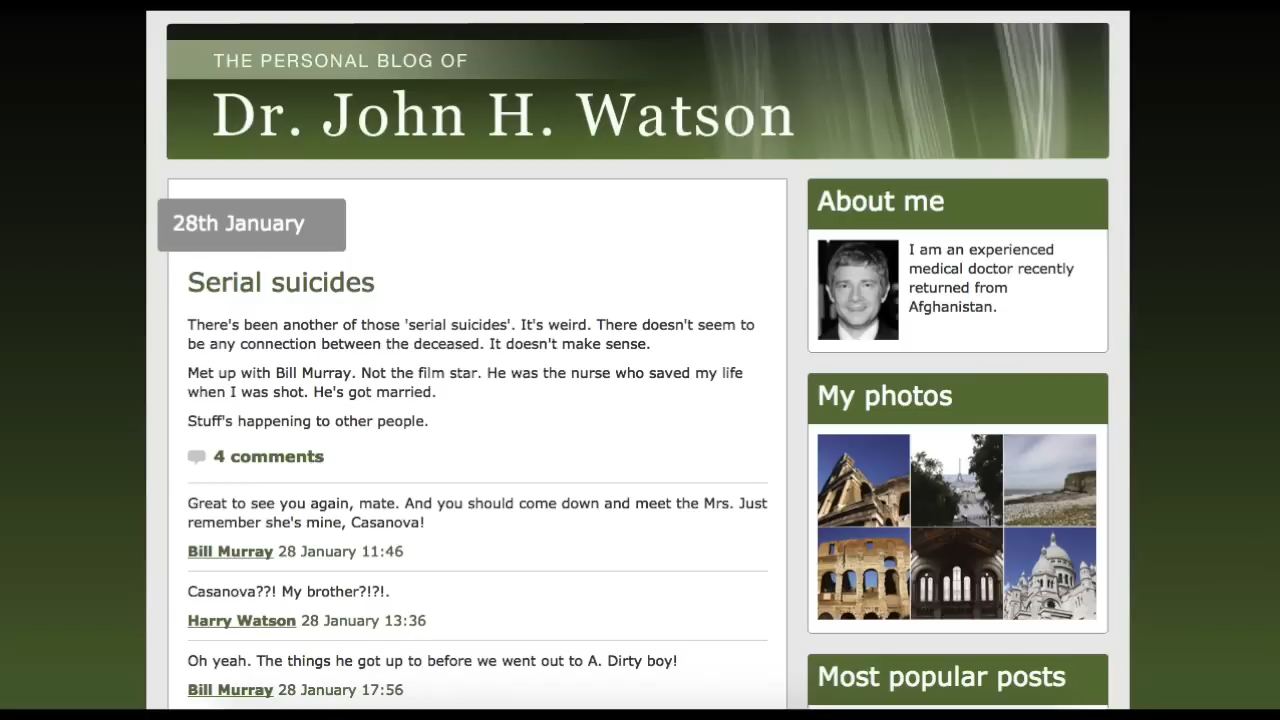 THE PERSONAL BLOG OF
Dr. John H. Watson
28th January
Serial suicides
There's been another of those 'serial suicides'. It's weird. There doesn't seem to
be any connection between the deceased. It doesn't make sense.
Met up with Bill Murray. Not the film star. He was the nurse who saved my life
when I was shot. He's got married.
Stuff's happening to other people.
4 comments
Great to see you again, mate. And you should come down and meet the Mrs. Just
remember she's mine, Casanova!
Bill Murray 28 January 11:46
Casanova??! My brother?!?!.
Harry Watson 28 January 13:36
Oh yeah. The things he got up to before we went out to A. Dirty boy!
Bill Murray 28 January 17:56
About me
I am an experienced
medical doctor recently
returned from
Afghanistan.
My photos
Most popular posts